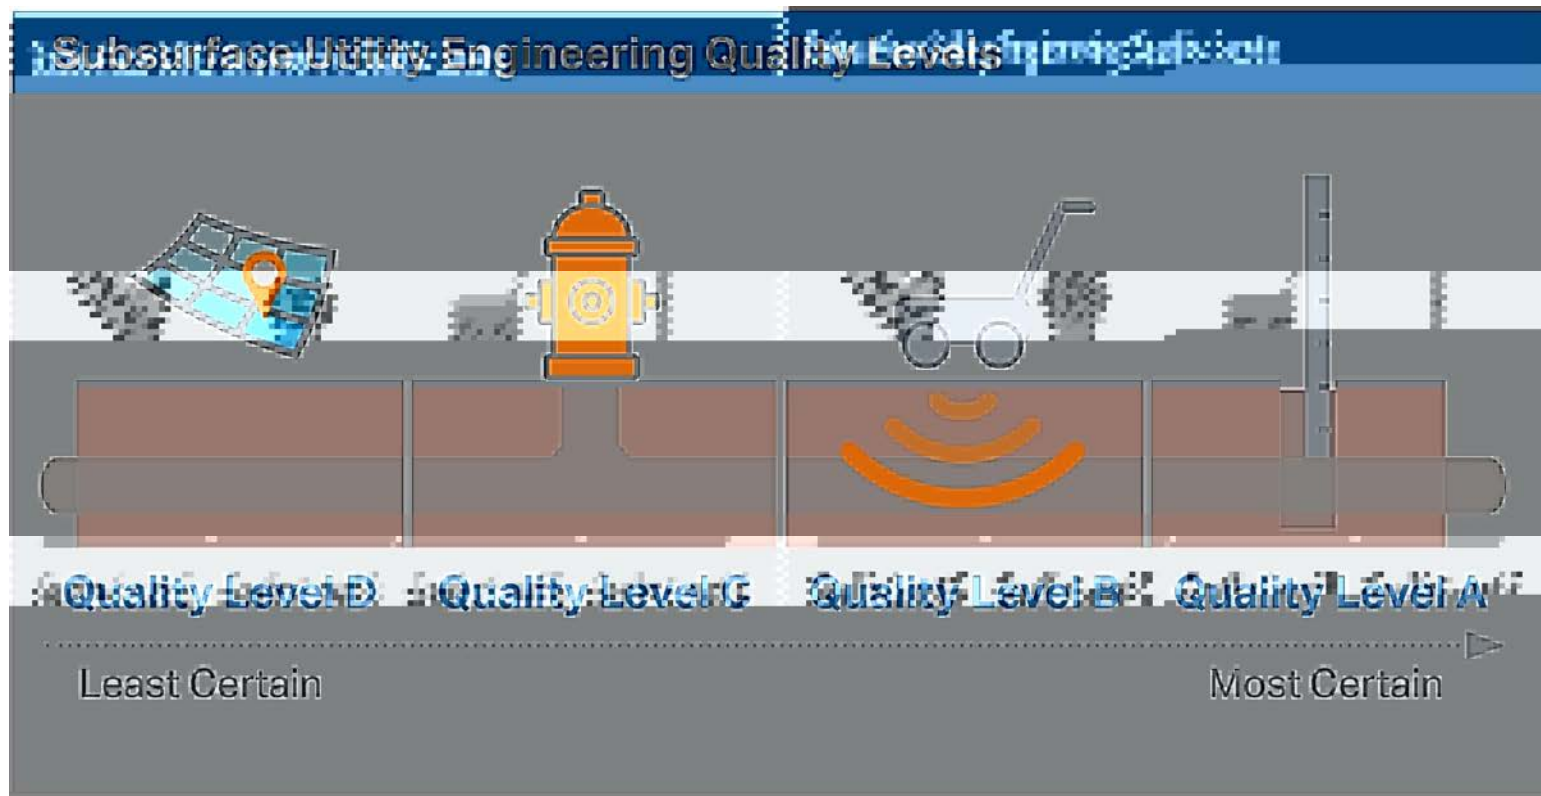 Subsurface Utility Engineering Quality Levels
Quality Level D
Quality Level C
Quality Level B
Quality Level A
Least Certain
Most Certain